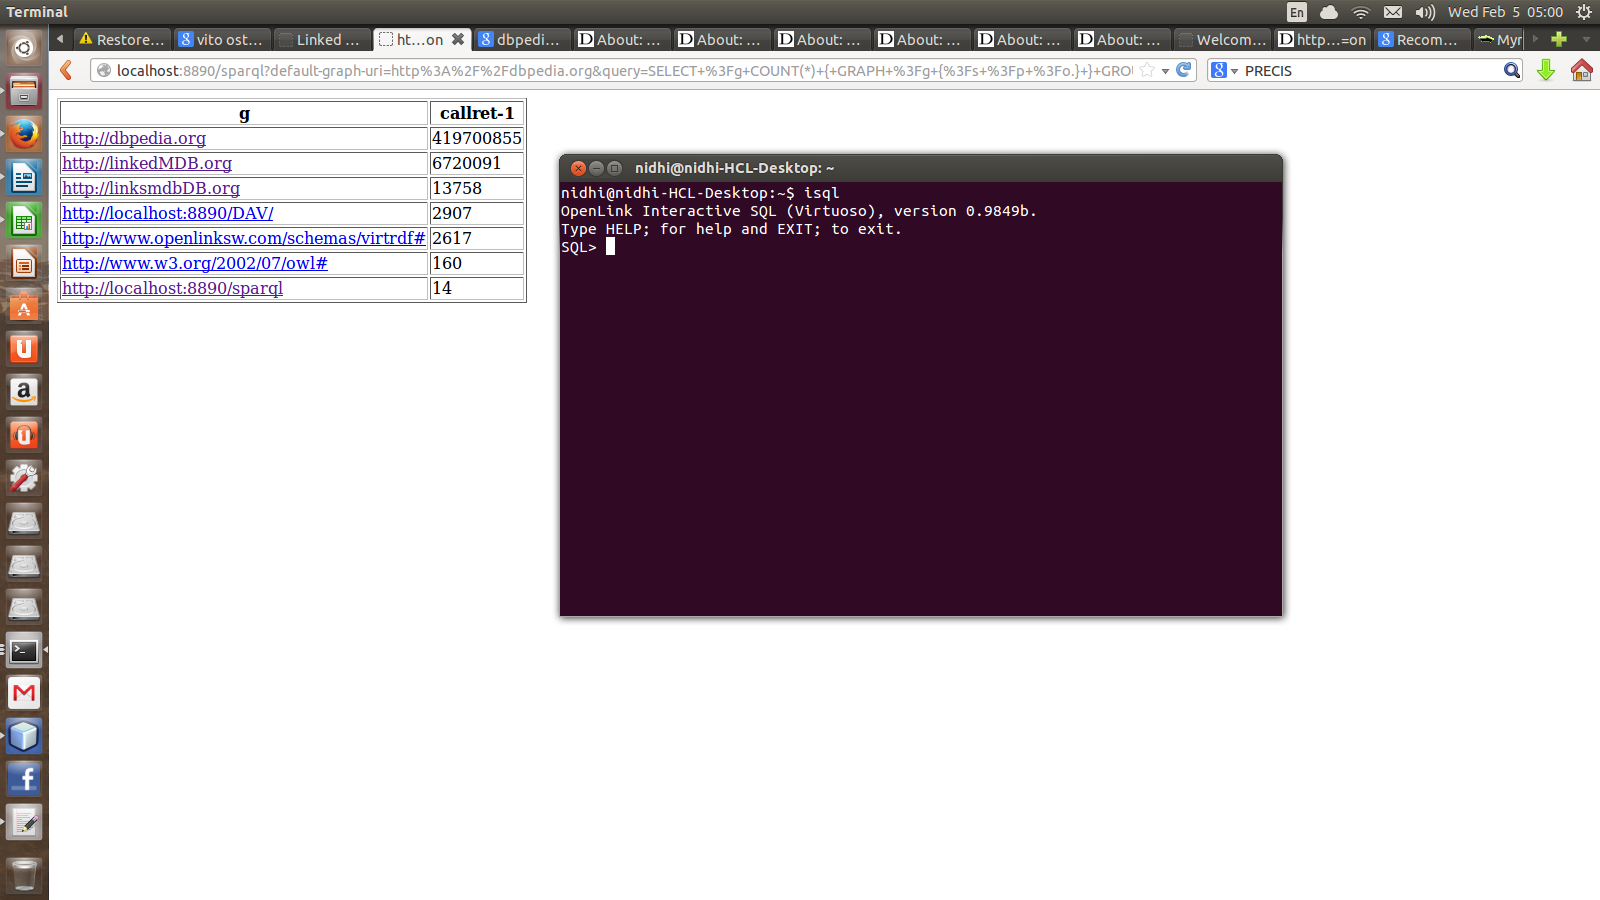 Terminal
En
Wed Feb 5 05:00
Restore...
vito ost...
Linked ...
ht...on
dbpedi...
About: ...
About: ...
About: ...
About: ...
About: ...
About: ...
Welcom...
http...=on
Recom...
Myr
localhost:8890/sparql?default-graph-uri=http%3A%2F%2Fdbpedia.org&query=SELECT+%3Fg+COUNT(*)+{+GRAPH+%3Fg+{%3Fs+%3Fp+%3Fo.}+}+GROU
PRECIS
g callret-1
http://dbpedia.org 419700855
http://linkedMDB.org 6720091
http://linksmdbDB.org 13758
http://localhost:8890/DAV/ 2907
http://www.openlinksw.com/schemas/virtrdf# 2617
http://www.w3.org/2002/07/owl# 160
http://localhost:8890/sparql 14
nidhi@nidhi-HCL-Desktop: ~
nidhi@nidhi-HCL-Desktop:~$ isql
OpenLink Interactive SQL (Virtuoso), version 0.9849b.
Type HELP; for help and EXIT; to exit.
SQL>